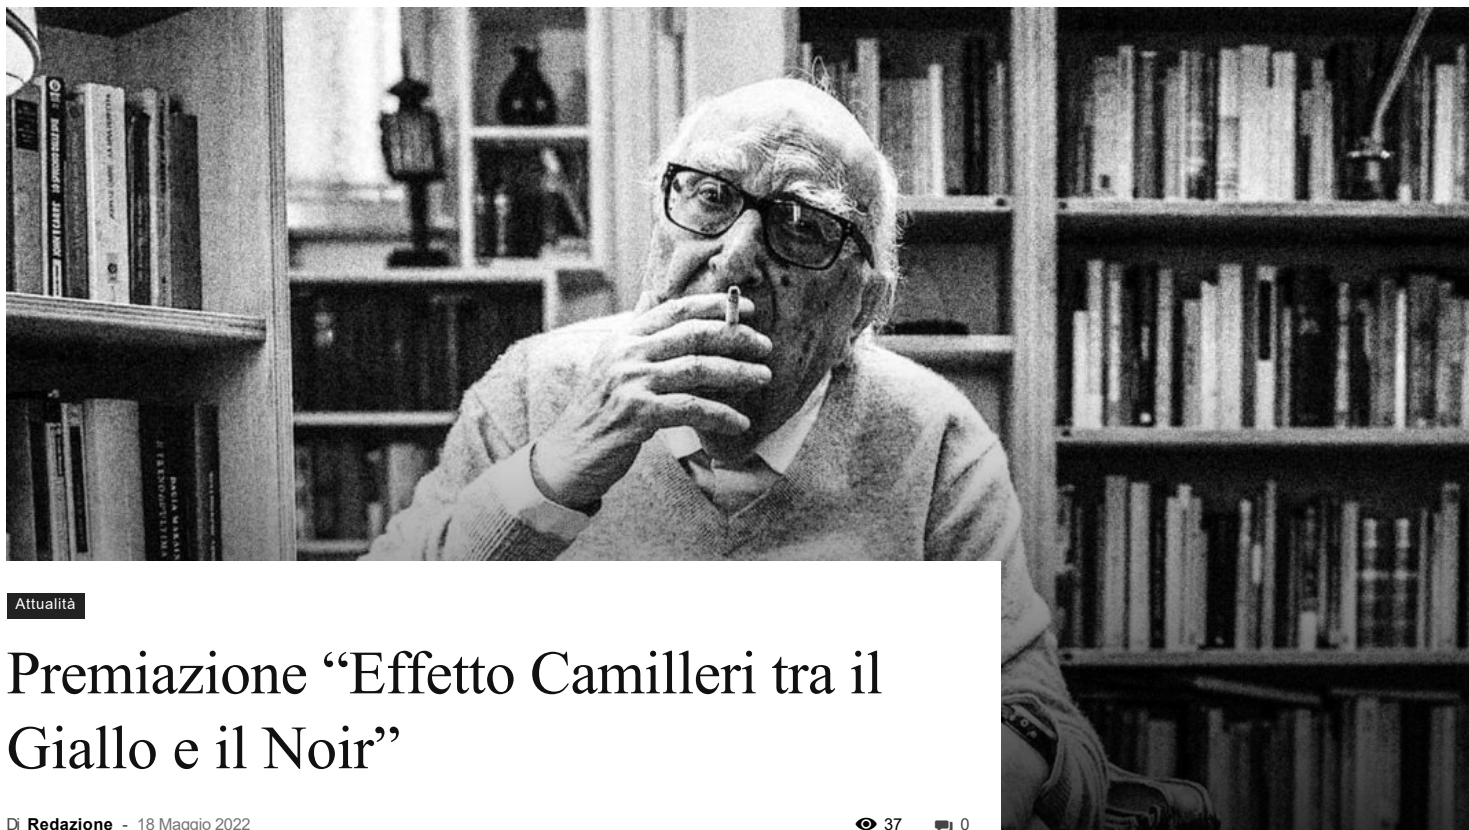 Attualità
Premiazione “Effetto Camilleri tra il
Giallo e il Noir”
Di Redazione - 18 Maggio 2022
37
0